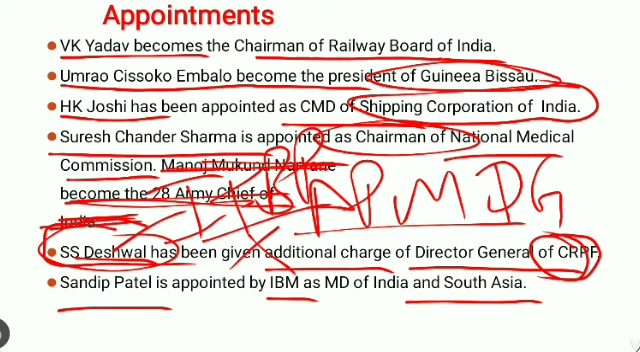 Appointments
VK Yadav becomes the Chairman of Railway Board of India.
Umrao Cissoko Embalo become the president of Guineea Bissau.
HK Joshi has been appointed as CMD of Shipping Corporation of India.
Suresh Chander Sharma is appointed as Chairman of National Medical
Commission. Manoj Mukund Narvane
become the 28 Army Chief of
India
SS Deshwal has been given additional charge of Director General of CRPF.
Sandip Patel is appointed by IBM as MD of India and South Asia.